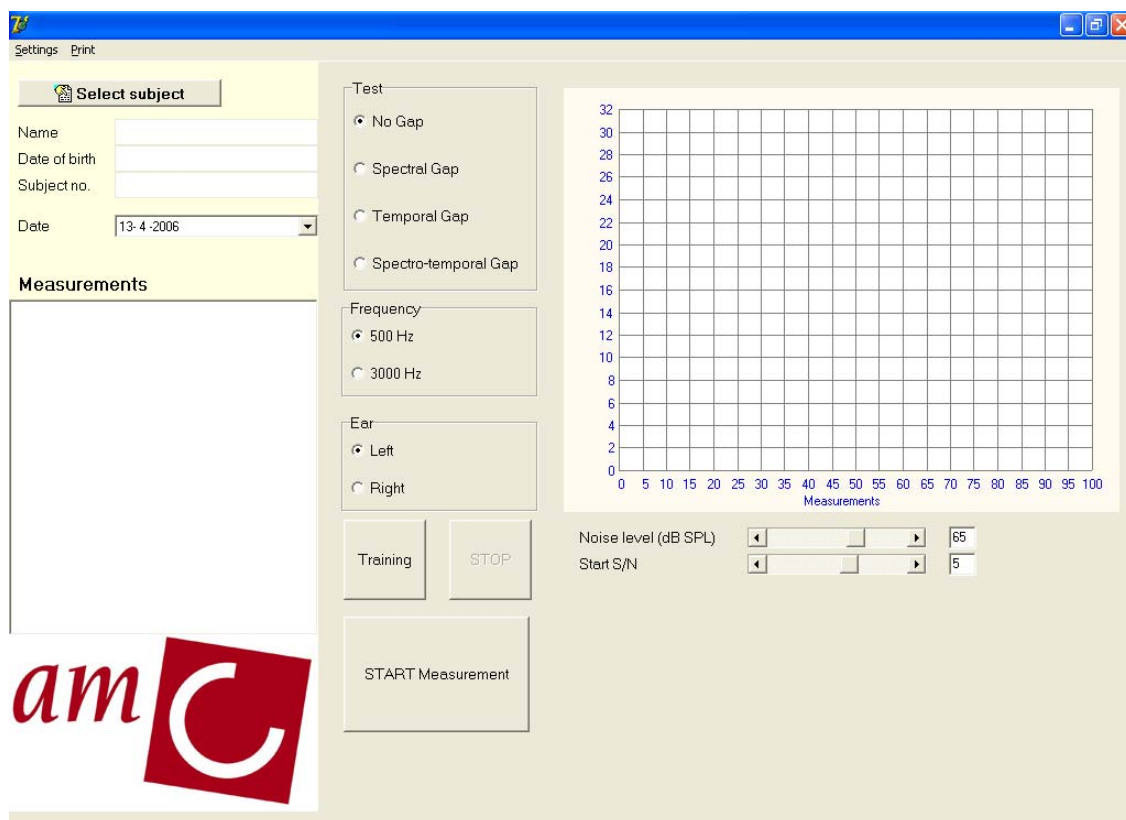 Settings Print
Select subject
Name
Date of birth
Subject no.
Date 13- 4 -2006
Measurements
amC
Test
No Gap
Spectral Gap
Temporal Gap
Spectro-temporal Gap
Frequency
500 Hz
3000 Hz
Ear
Left
Right
Training STOP
START Measurement
32
30
28
26
24
22
20
18
16
14
12
10
8
6
4
2
0
0 5 10 15 20 25 30 35 40 45 50 55 60 65 70 75 80 85 90 95 100
Measurements
Noise level (dB SPL) 65
Start S/N 5